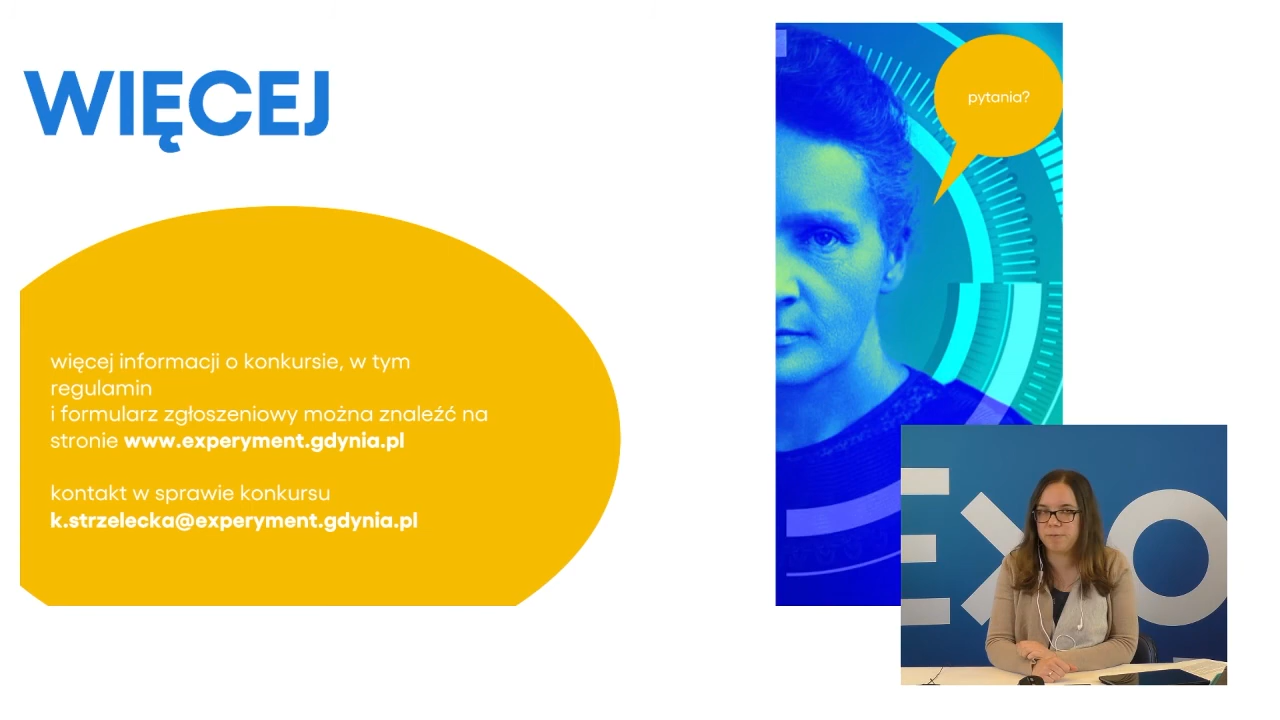 WIĘCEJ
pytania?
więcej informacji o konkursie, w tym
regulamin
i formularz zgłoszeniowy można znaleźć na
stronie www.experyment.gdynia.pl
kontakt w sprawie konkursu
k.strzelecka@experyment.gdynia.pl
EXO